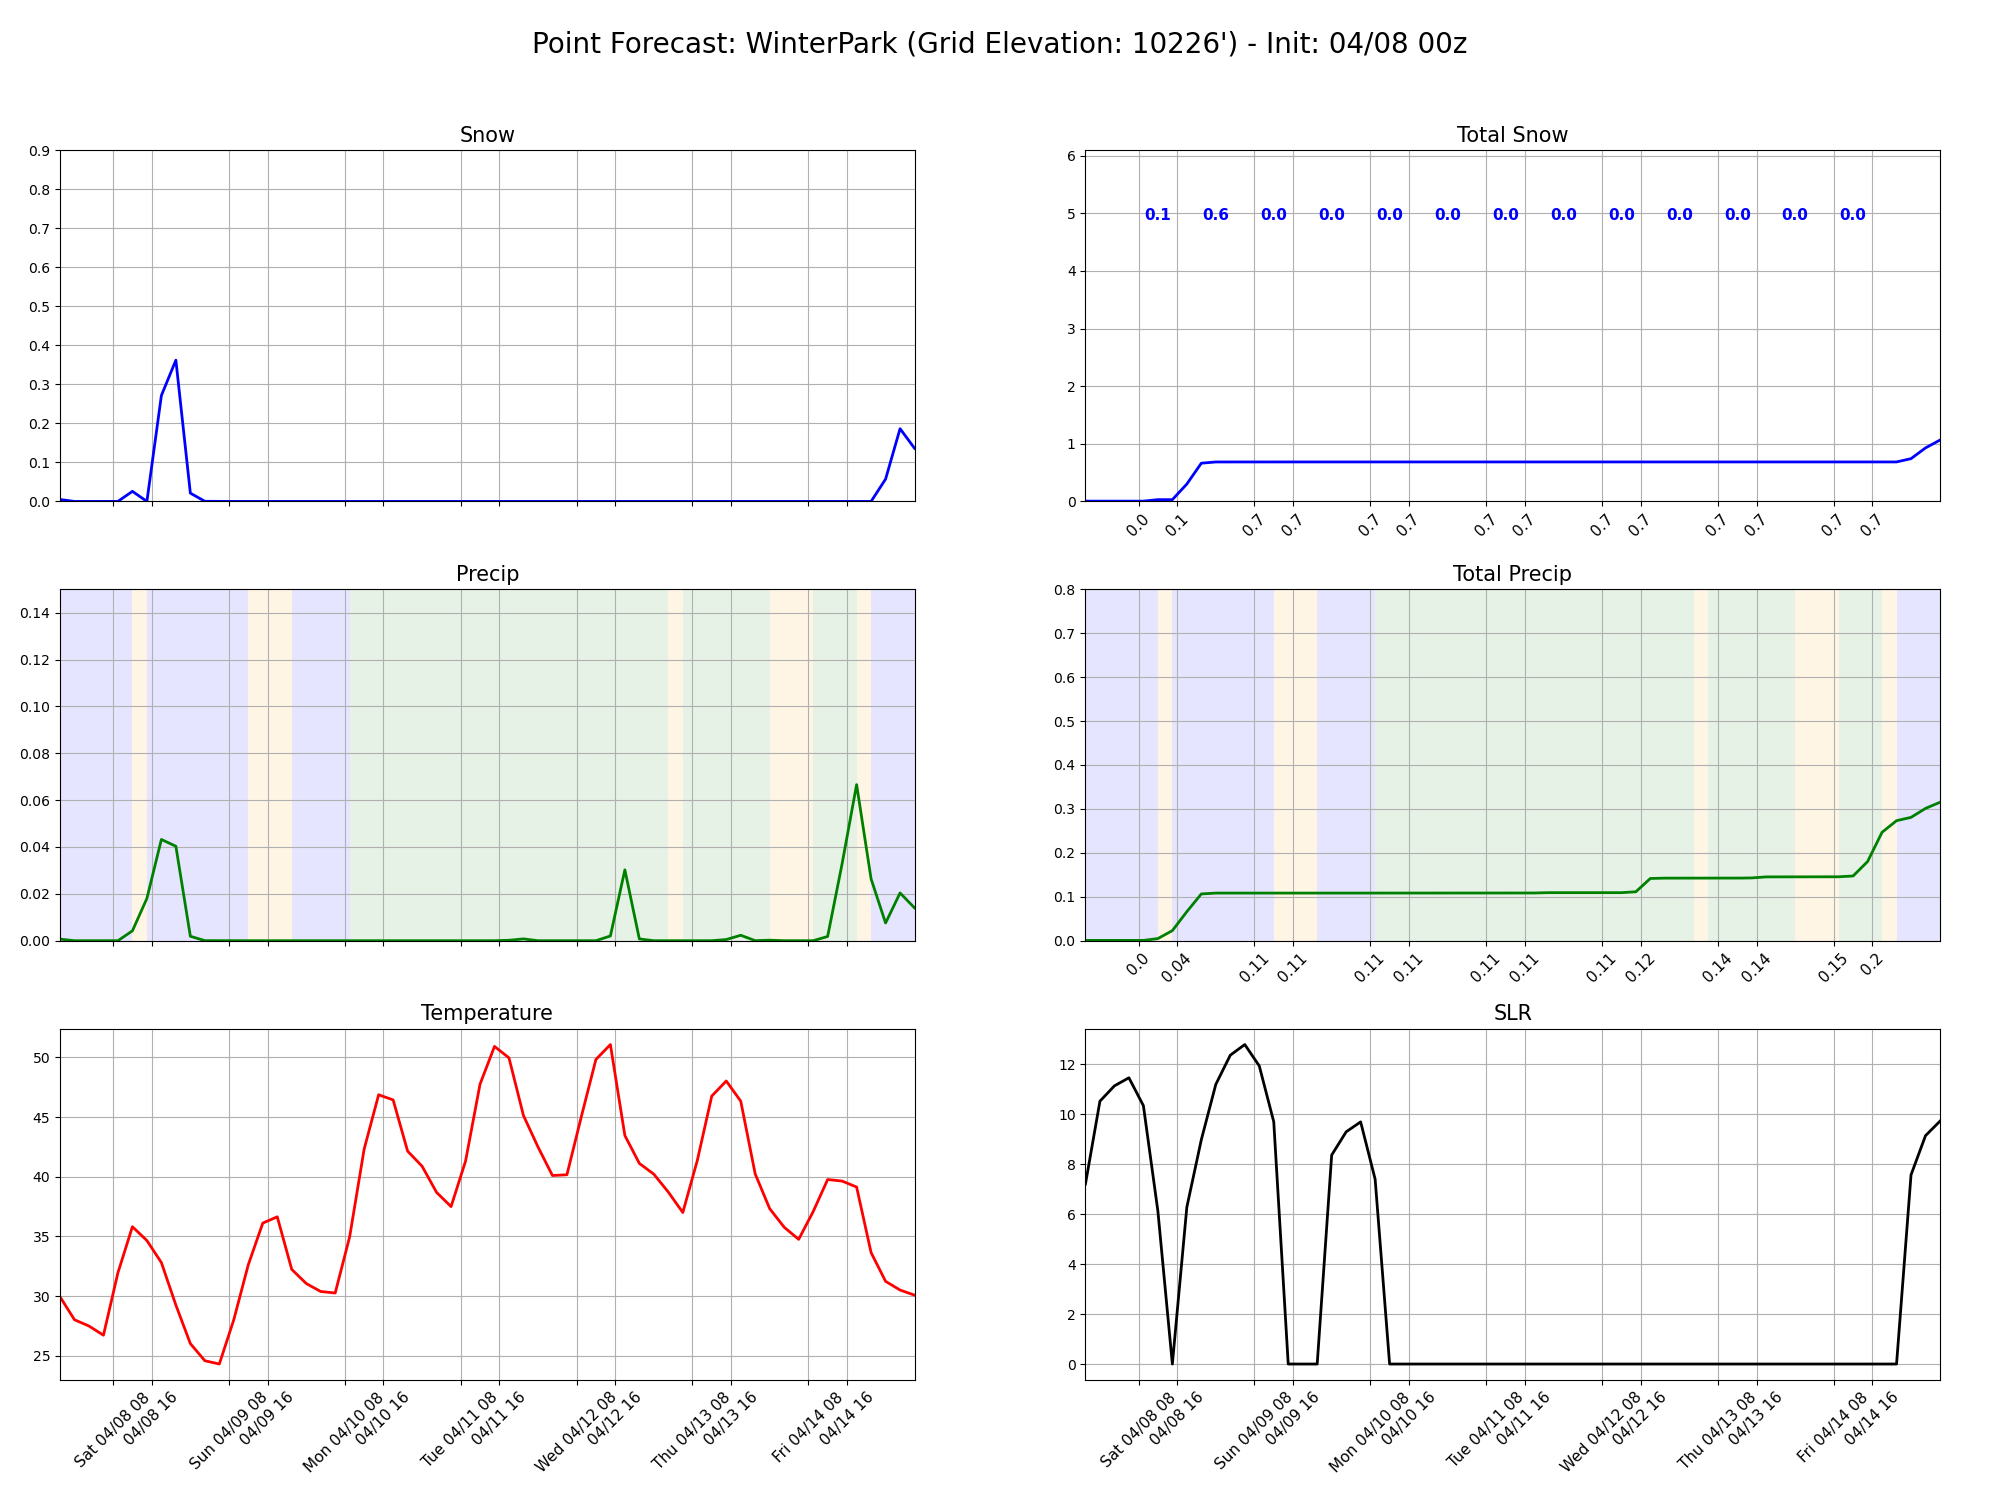 Point Forecast: WinterPark (Grid Elevation: 10226') - Init: 04/08 00z
Snow
0.9
0.8
0.7
0.6
0.5
0.4
0.3
0.2
0.1
0.0
Total Snow
6
5
4
3
2
1
0
0.1 0.6 0.0 0.0 0.0 0.0 0.0 0.0 0.0 0.0 0.0 0.0 0.0
0.0 0.1 0.7 0.7 0.7 0.7 0.7 0.7 0.7 0.7 0.7 0.7 0.7 0.7
Precip
0.14
0.12
0.10
0.08
0.06
0.04
0.02
0.00
Total Precip
0.8
0.7
0.6
0.5
0.4
0.3
0.2
0.1
0.0
0.0 0.04 0.11 0.11 0.11 0.11 0.11 0.11 0.11 0.12 0.14 0.14 0.15 0.2
Temperature
50
45
40
35
30
25
Sat 04/08 08
04/08 16
Sun 04/09 08
04/09 16
Mon 04/10 08
04/10 16
Tue 04/11 08
04/11 16
Wed 04/12 08
04/12 16
Thu 04/13 08
04/13 16
Fri 04/14 08
04/14 16
SLR
12
10
8
6
4
2
0
Sat 04/08 08
04/08 16
Sun 04/09 08
04/09 16
Mon 04/10 08
04/10 16
Tue 04/11 08
04/11 16
Wed 04/12 08
04/12 16
Thu 04/13 08
04/13 16
Fri 04/14 08
04/14 16